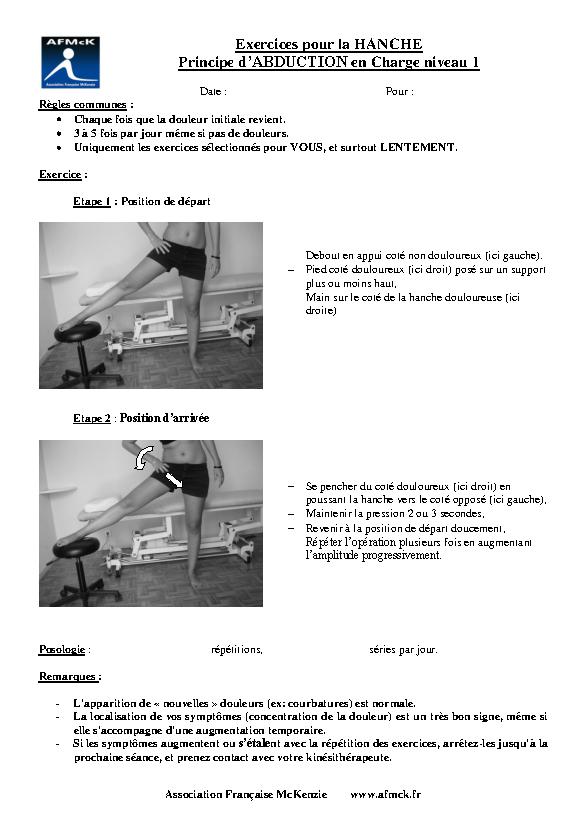 AFMcK
Association Française McKenzie
Exercices pour la HANCHE
Principe d'ABDUCTION en Charge niveau 1
Date : Pour :
Règles communes :
• Chaque fois que la douleur initiale revient.
• 3 à 5 fois par jour même si pas de douleurs.
• Uniquement les exercices sélectionnés pour VOUS, et surtout LENTEMENT.
Exercice :
Etape 1 : Position de départ
Debout en appui coté non douloureux (ici gauche).
– Pied coté douloureux (ici droit) posé sur un support
plus ou moins haut,
Main sur le coté de la hanche douloureuse (ici
droite)
Etape 2 : Position d'arrivée
– Se pencher du coté douloureux (ici droit) en
poussant la hanche vers le coté opposé (ici gauche),
– Maintenir la pression 2 ou 3 secondes,
– Revenir à la position de départ doucement,
Répéter l'opération plusieurs fois en augmentant
l'amplitude progressivement.
Posologie : répétitions, séries par jour.
Remarques :
- L'apparition de « nouvelles » douleurs (ex: courbatures) est normale.
- La localisation de vos symptômes (concentration de la douleur) est un très bon signe, même si
elle s'accompagne d'une augmentation temporaire.
- Si les symptômes augmentent ou s'étalent avec la répétition des exercices, arrêtez-les jusqu'à la
prochaine séance, et prenez contact avec votre kinésithérapeute.
Association Française McKenzie www.afmck.fr